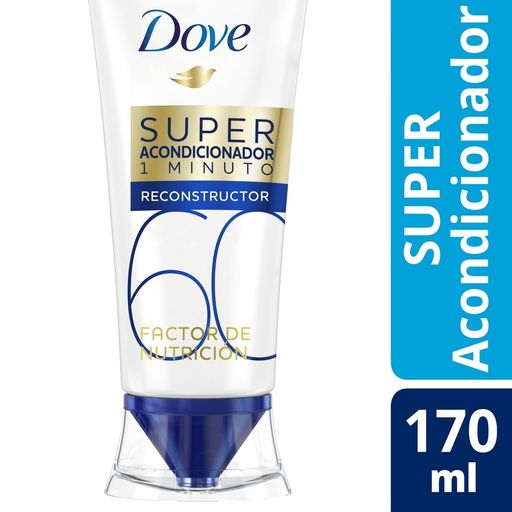 Dove
SUPER
ACONDICIONADOR
1 MINUTO
RECONSTRUCTOR
60
FACTOR DE
NUTRICIÓN
SUPER
Acondicionador
170
ml